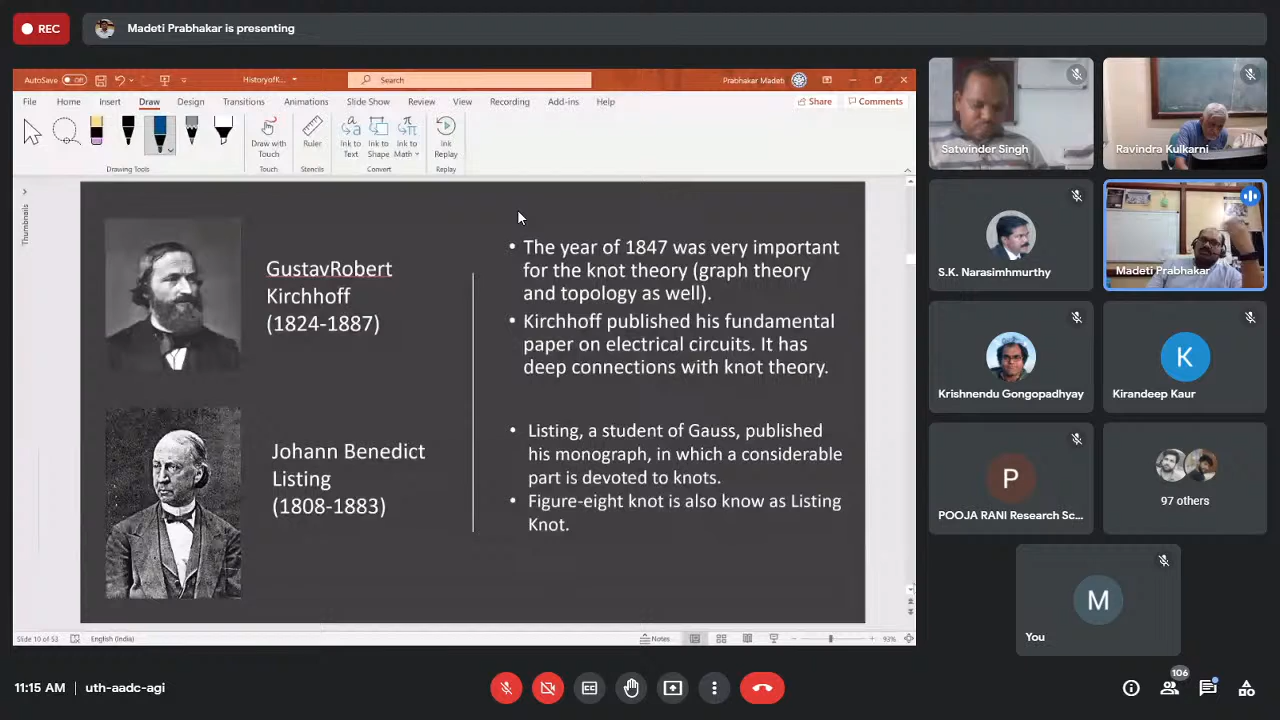 REC
Madeti Prabhakar is presenting
AutoSave Off
HistoryofK...
Search
Prabhakar Madeti
File Home Insert Draw Design Transitions Animations Slide Show Review View Recording Add-ins Help
Share Comments
Draw with Touch
Ruler
Ink to Text
Ink to Shape
Ink to Math
Ink Replay
Drawing Tools
Touch
Stencils
Convert
Replay
Thumbnails
GustavRobert
Kirchhoff
(1824-1887)
• The year of 1847 was very important
for the knot theory (graph theory
and topology as well).
• Kirchhoff published his fundamental
paper on electrical circuits. It has
deep connections with knot theory.
Johann Benedict
Listing
(1808-1883)
• Listing, a student of Gauss, published
his monograph, in which a considerable
part is devoted to knots.
• Figure-eight knot is also know as Listing
Knot.
Slide 10 of 53
English (India)
Notes
93%
Satwinder Singh
Ravindra Kulkarni
S.K. Narasimhmurthy
Madeti Prabhakar
Krishnendu Gongopadhyay
K
Kirandeep Kaur
P
POOJA RANI Research Sc...
97 others
M
You
11:15 AM | uth-aadc-agi
CC
106